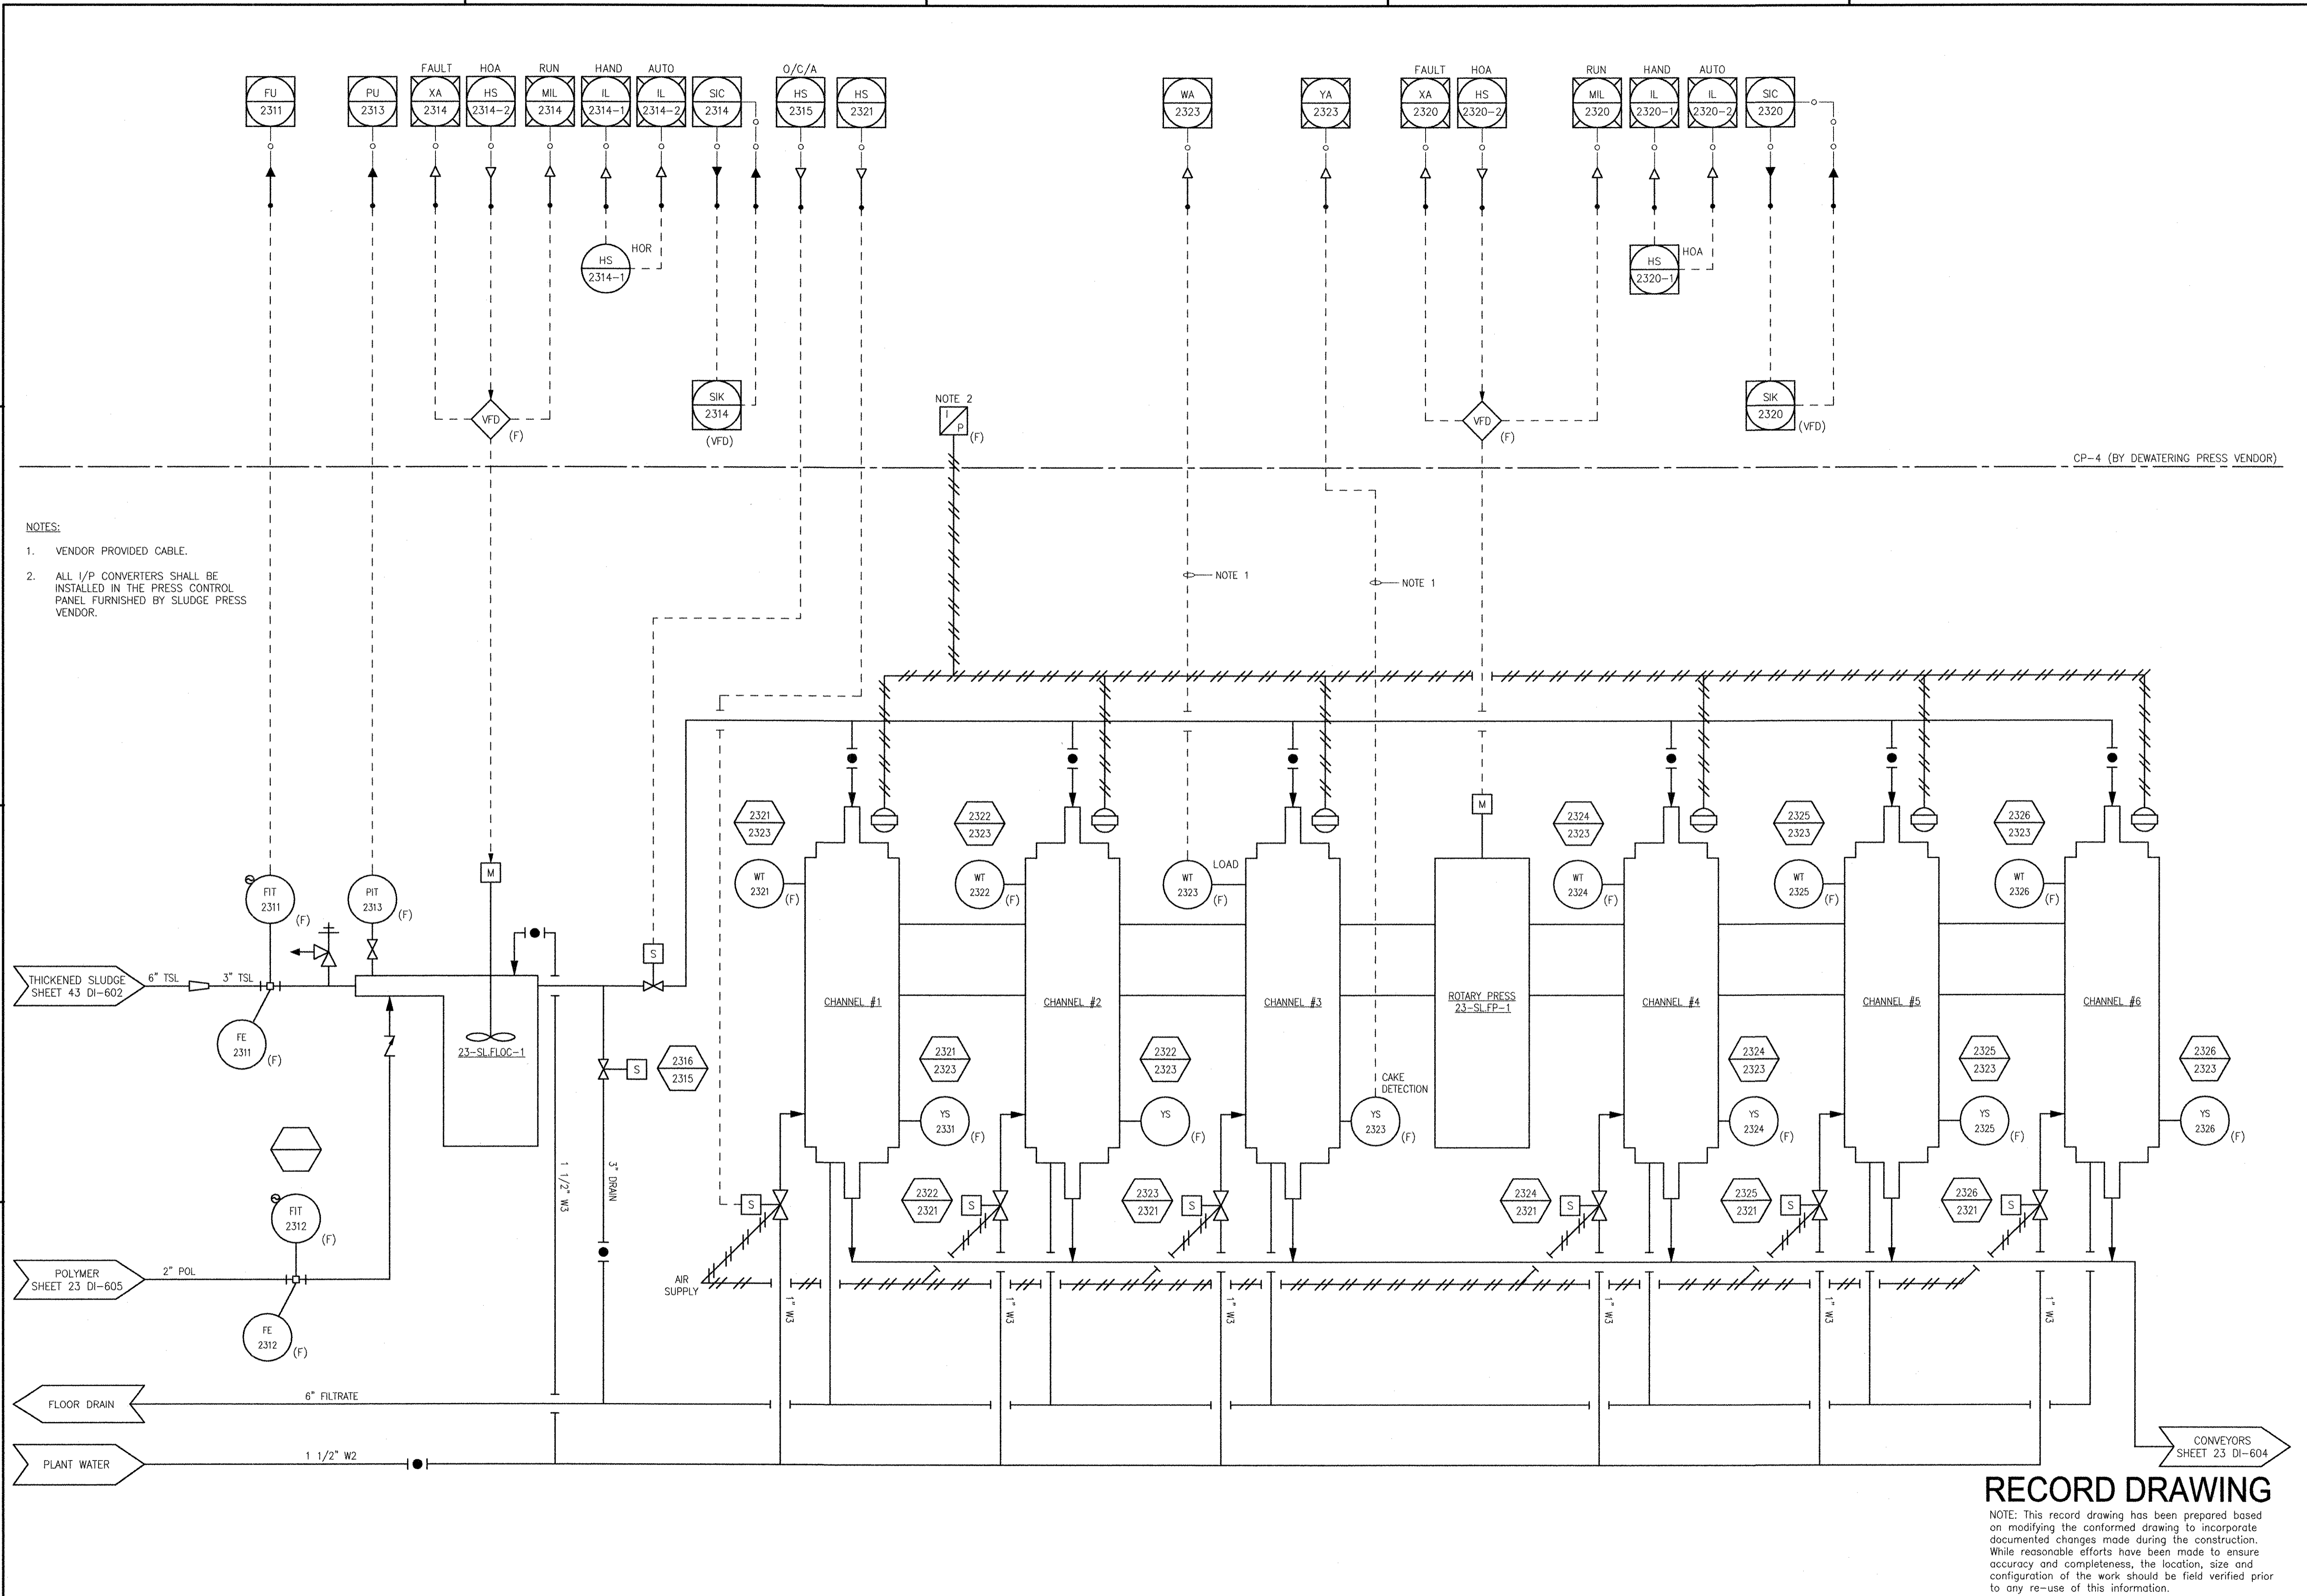 FAULT HOA RUN HAND AUTO O/C/A FAULT HOA RUN HAND AUTO
FU
2311
PU
2313
XA
2314
HS
2314-2
MIL
2314
IL
2314-1
IL
2314-2
SIC
2314
HS
2315
HS
2321
WA
2323
YA
2323
XA
2320
HS
2320-2
MIL
2320
IL
2320-1
IL
2320-2
SIC
2320
HS
2314-1
HOR
HS
2320-1
HOA
VFD
(F)
SIK
2314
(VFD)
NOTE 2
I
P
(F)
VFD
(F)
SIK
2320
(VFD)
CP-4 (BY DEWATERING PRESS VENDOR)
NOTES:
1. VENDOR PROVIDED CABLE.
2. ALL I/P CONVERTERS SHALL BE
INSTALLED IN THE PRESS CONTROL
PANEL FURNISHED BY SLUDGE PRESS
VENDOR.
NOTE 1
NOTE 1
2321
2323
2322
2323
M
2324
2323
2325
2323
2326
2323
WT
2321
(F)
WT
2322
(F)
WT
2323
LOAD
(F)
WT
2324
(F)
WT
2325
(F)
WT
2326
(F)
FIT
2311
(F)
PIT
2313
(F)
M
S
THICKENED SLUDGE
SHEET 43 DI-602
6" TSL
3" TSL
FE
2311
(F)
23-SL.FLOC-1
S
2316
2315
CHANNEL #1
CHANNEL #2
CHANNEL #3
ROTARY PRESS
23-SL.FP-1
CHANNEL #4
CHANNEL #5
CHANNEL #6
2321
2323
2322
2323
2324
2323
2325
2323
2326
2323
CAKE
DETECTION
YS
2331
(F)
YS
(F)
YS
2323
(F)
YS
2324
(F)
YS
2325
(F)
YS
2326
(F)
1 1/2" W3
3" DRAIN
S
2322
2321
S
2323
2321
S
2324
2321
S
2325
2321
S
2326
2321
S
FIT
2312
(F)
POLYMER
SHEET 23 DI-605
2" POL
FE
2312
(F)
AIR
SUPPLY
1" W3
1" W3
1" W3
1" W3
1" W3
1" W3
FLOOR DRAIN
6" FILTRATE
PLANT WATER
1 1/2" W2
CONVEYORS
SHEET 23 DI-604
RECORD DRAWING
NOTE: This record drawing has been prepared based
on modifying the conformed drawing to incorporate
documented changes made during the construction.
While reasonable efforts have been made to ensure
accuracy and completeness, the location, size and
configuration of the work should be field verified prior
to any re-use of this information.